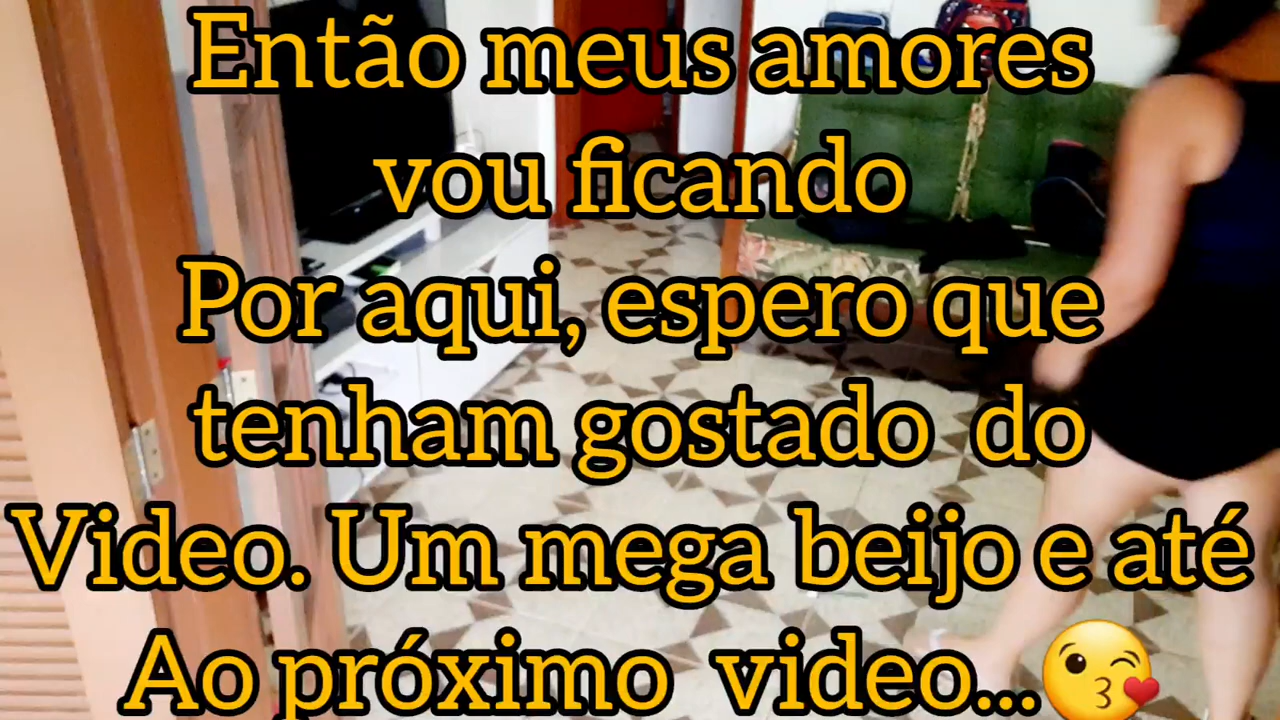 Então meus amores
vou ficando
Por aqui, espero que
tenham gostado do
Video. Um mega beijo e até
Ao próximo video...😘